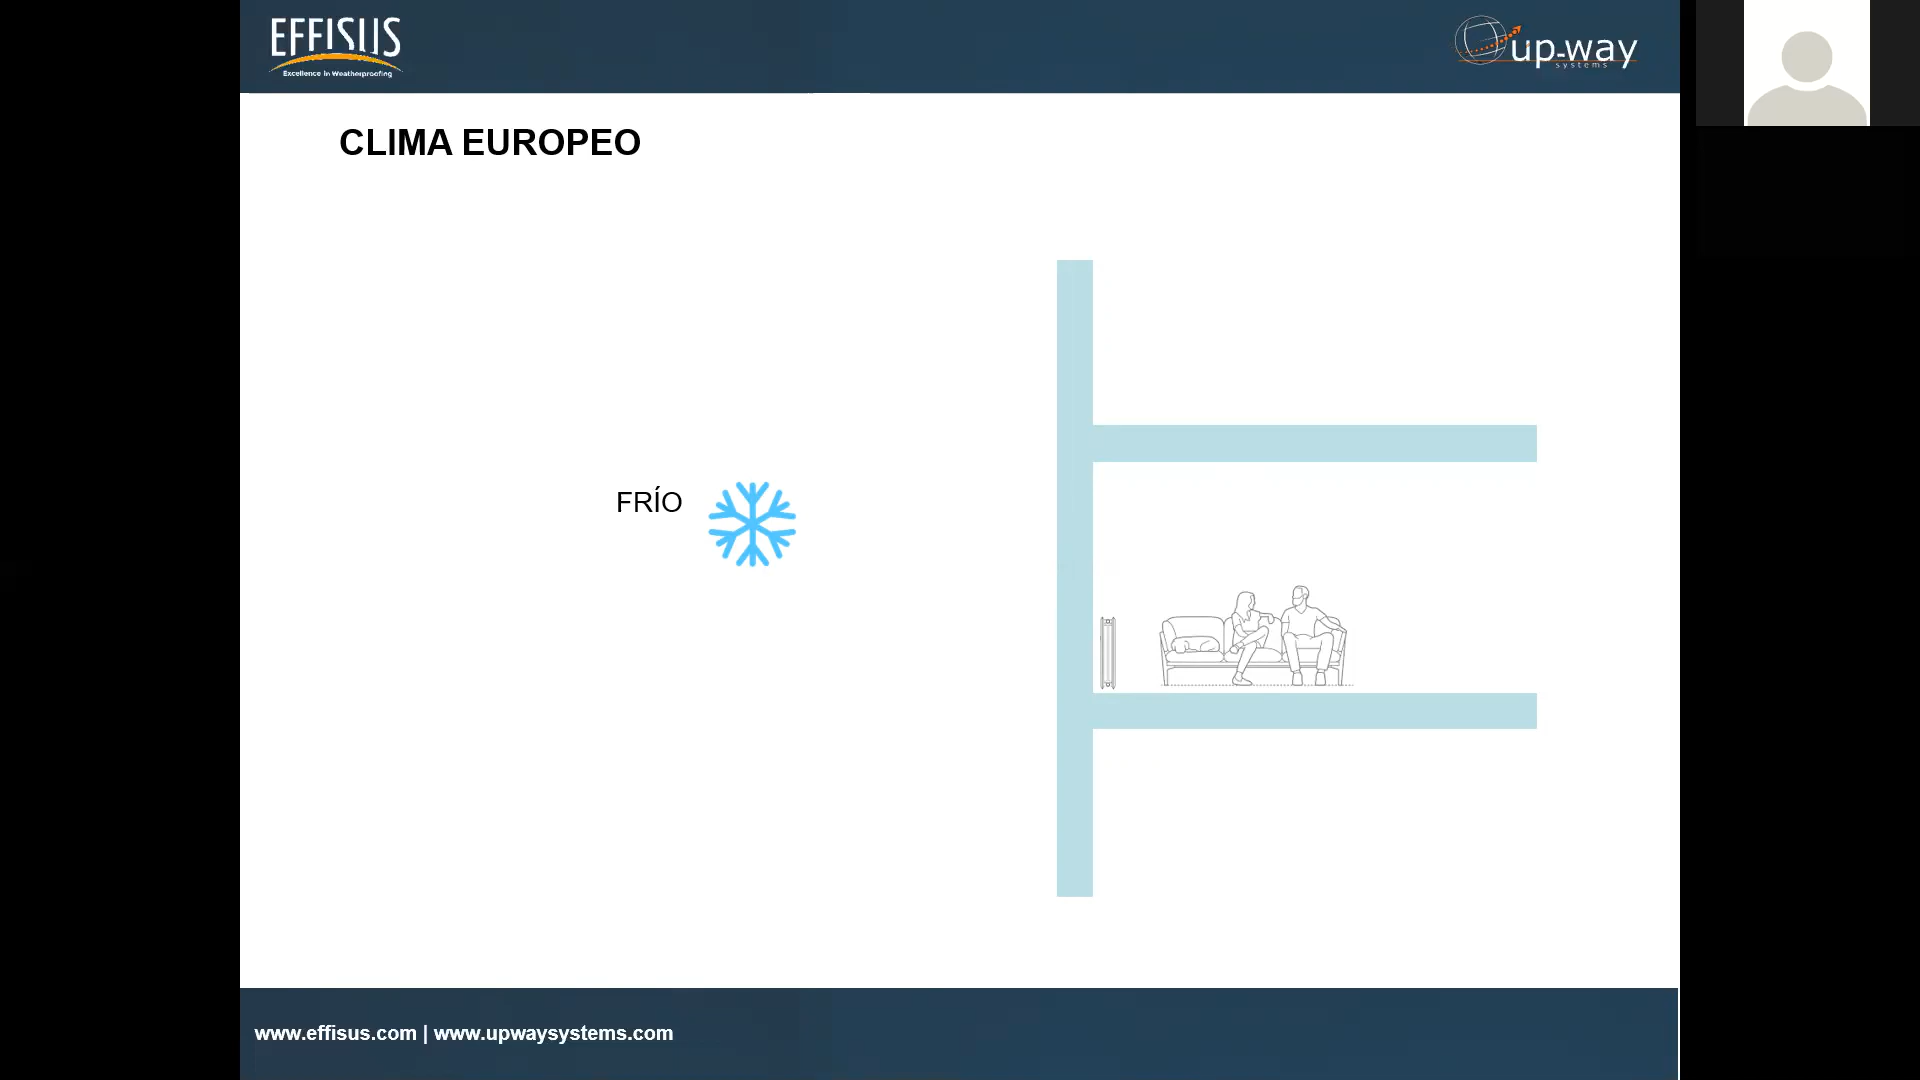 EFFISUS
Excellence in Weatherproofing
up-way
systems
CLIMA EUROPEO
FRÍO
www.effisus.com | www.upwaysystems.com